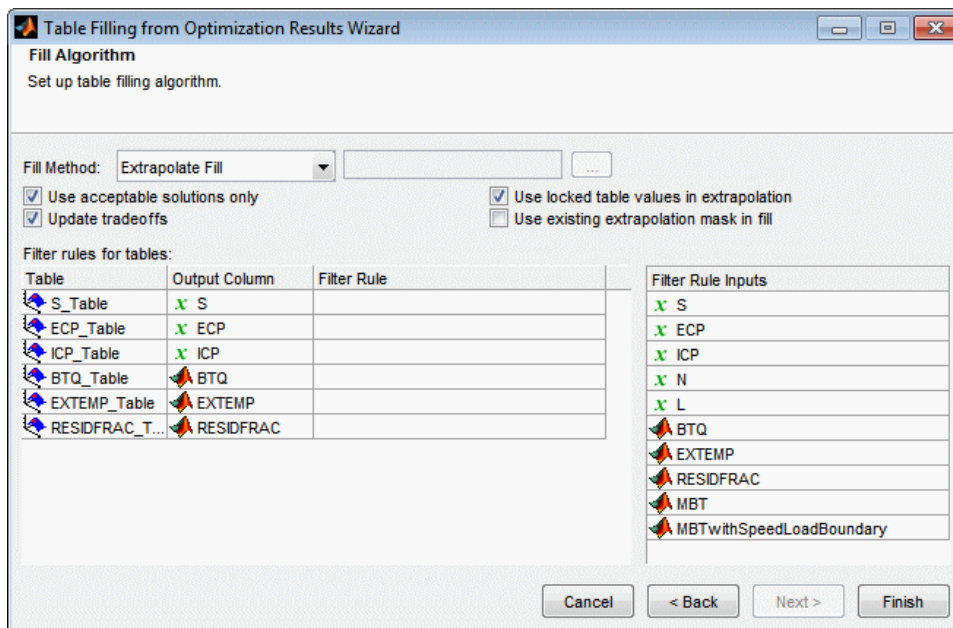 Table Filling from Optimization Results Wizard
Fill Algorithm
Set up table filling algorithm.
Fill Method: Extrapolate Fill ...
Use acceptable solutions only Use locked table values in extrapolation
Update tradeoffs Use existing extrapolation mask in fill
Filter rules for tables:
Table Output Column Filter Rule Filter Rule Inputs
S_Table x S x S
ECP_Table x ECP x ECP
ICP_Table x ICP x ICP
BTQ_Table BTQ x N
EXTEMP_Table EXTEMP x L
RESIDFRAC_T... RESIDFRAC BTQ
EXTEMP
RESIDFRAC
MBT
MBTwithSpeedLoadBoundary
Cancel < Back Next > Finish